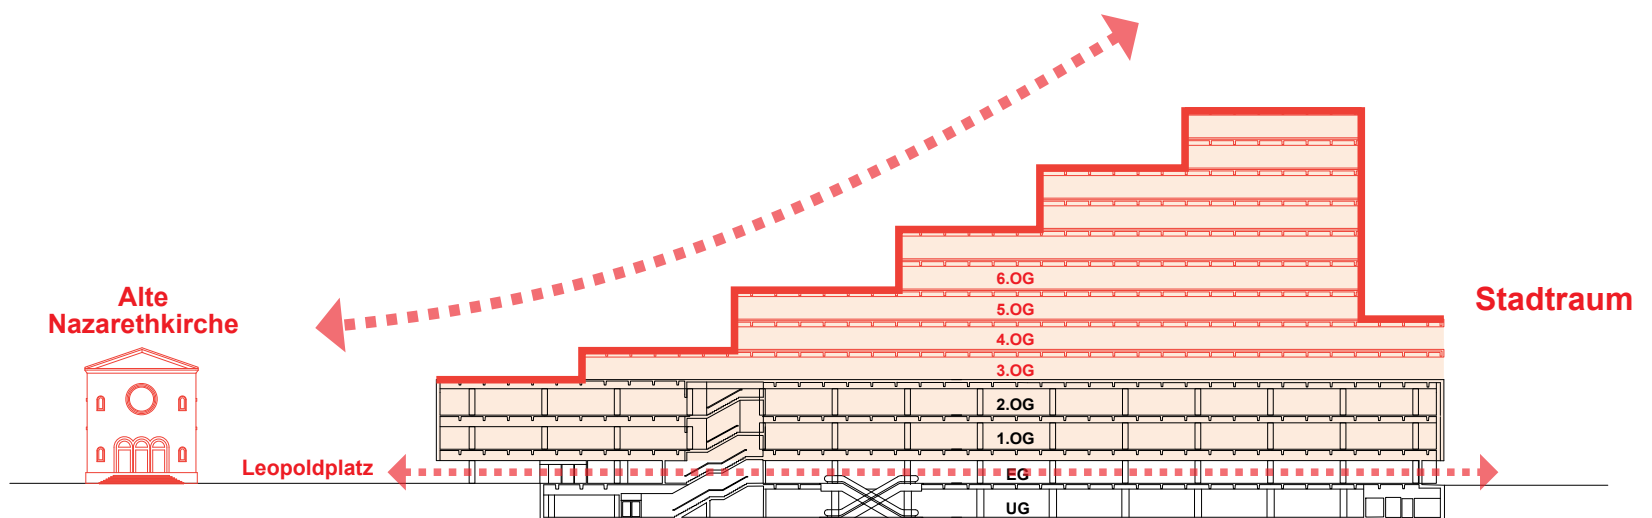 Alte
Nazarethkirche
Leopoldplatz
6.OG
5.OG
4.OG
3.OG
2.OG
1.OG
EG
UG
Stadtraum